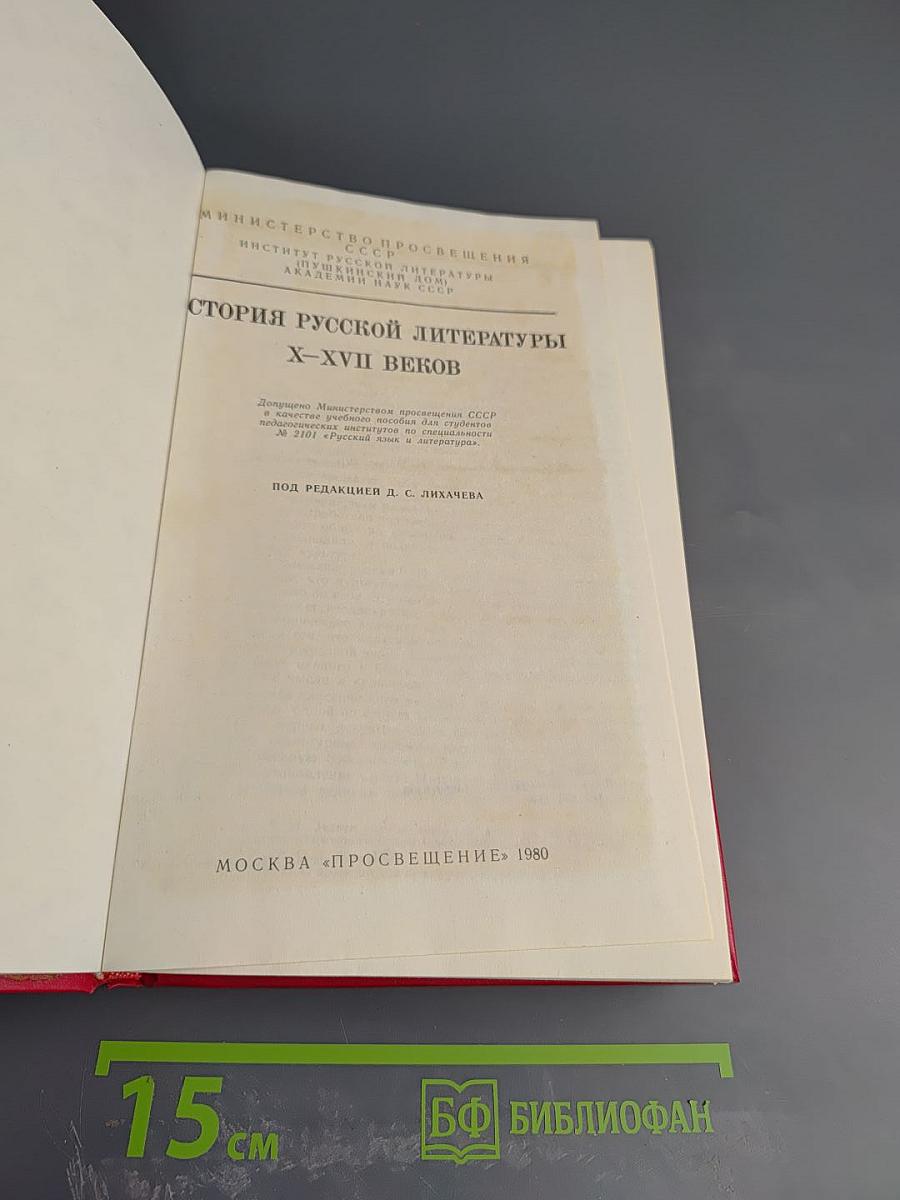 МИНИСТЕРСТВО ПРОСВЕЩЕНИЯ
СССР
ИНСТИТУТ РУССКОЙ ЛИТЕРАТУРЫ
(ПУШКИНСКИЙ ДОМ)
АКАДЕМИИ НАУК СССР
СТОРИЯ РУССКОЙ ЛИТЕРАТУРЫ
X—XVII ВЕКОВ
Допущено Министерством просвещения СССР
в качестве учебного пособия для студентов
педагогических институтов по специальности
№ 2101 «Русский язык и литература».
ПОД РЕДАКЦИЕЙ Д. С. ЛИХАЧЕВА
МОСКВА «ПРОСВЕЩЕНИЕ» 1980
15 см
БФ БИБЛИОФАН